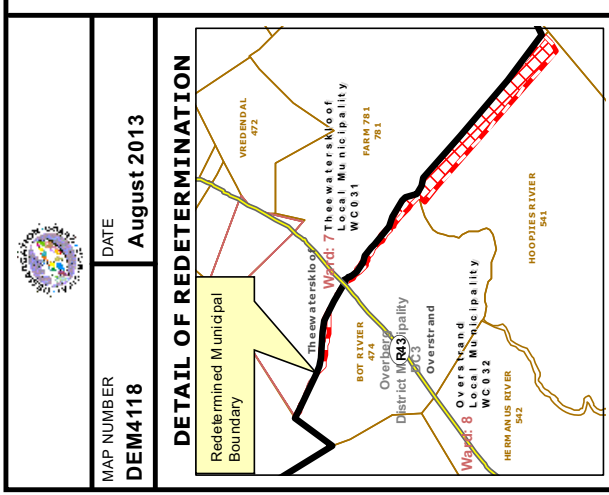 MAP NUMBER
DEM4118
DATE
August 2013
DETAIL OF REDETERMINATION
Redetermined Municipal
Boundary
VREDENDAL
472
FARM 781
781
Theewaterskloof
Ward: 7
Theewaterskloof
Local Municipality
WC031
BOT RIVIER
474
Overberg
District Municipality
DC3
R43
Overstrand
Ward: 8
Overstrand
Local Municipality
WC032
HERMANUS RIVER
542
HOOPJIES RIVER
541